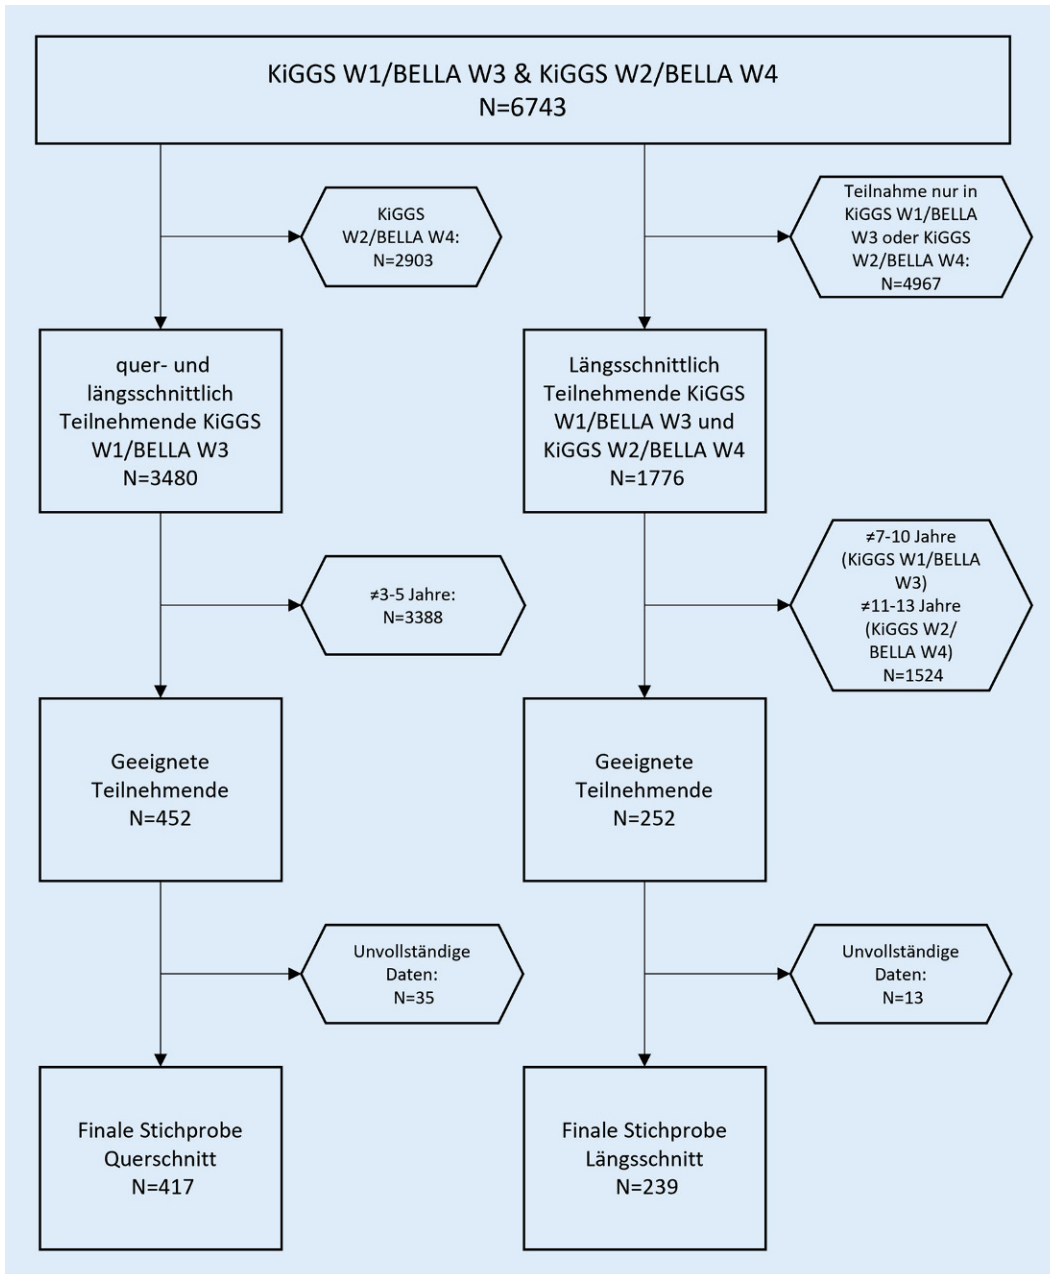 KiGGS W1/BELLA W3 & KiGGS W2/BELLA W4
N=6743
KiGGS
W2/BELLA W4:
N=2903
Teilnahme nur in
KiGGS W1/BELLA
W3 oder KiGGS
W2/BELLA W4:
N=4967
quer- und
längsschnittlich
Teilnehmende KiGGS
W1/BELLA W3
N=3480
Längsschnittlich
Teilnehmende KiGGS
W1/BELLA W3 und
KiGGS W2/BELLA W4
N=1776
≠3-5 Jahre:
N=3388
≠7-10 Jahre
(KiGGS W1/BELLA
W3)
≠11-13 Jahre
(KiGGS W2/
BELLA W4)
N=1524
Geeignete
Teilnehmende
N=452
Geeignete
Teilnehmende
N=252
Unvollständige
Daten:
N=35
Unvollständige
Daten:
N=13
Finale Stichprobe
Querschnitt
N=417
Finale Stichprobe
Längsschnitt
N=239